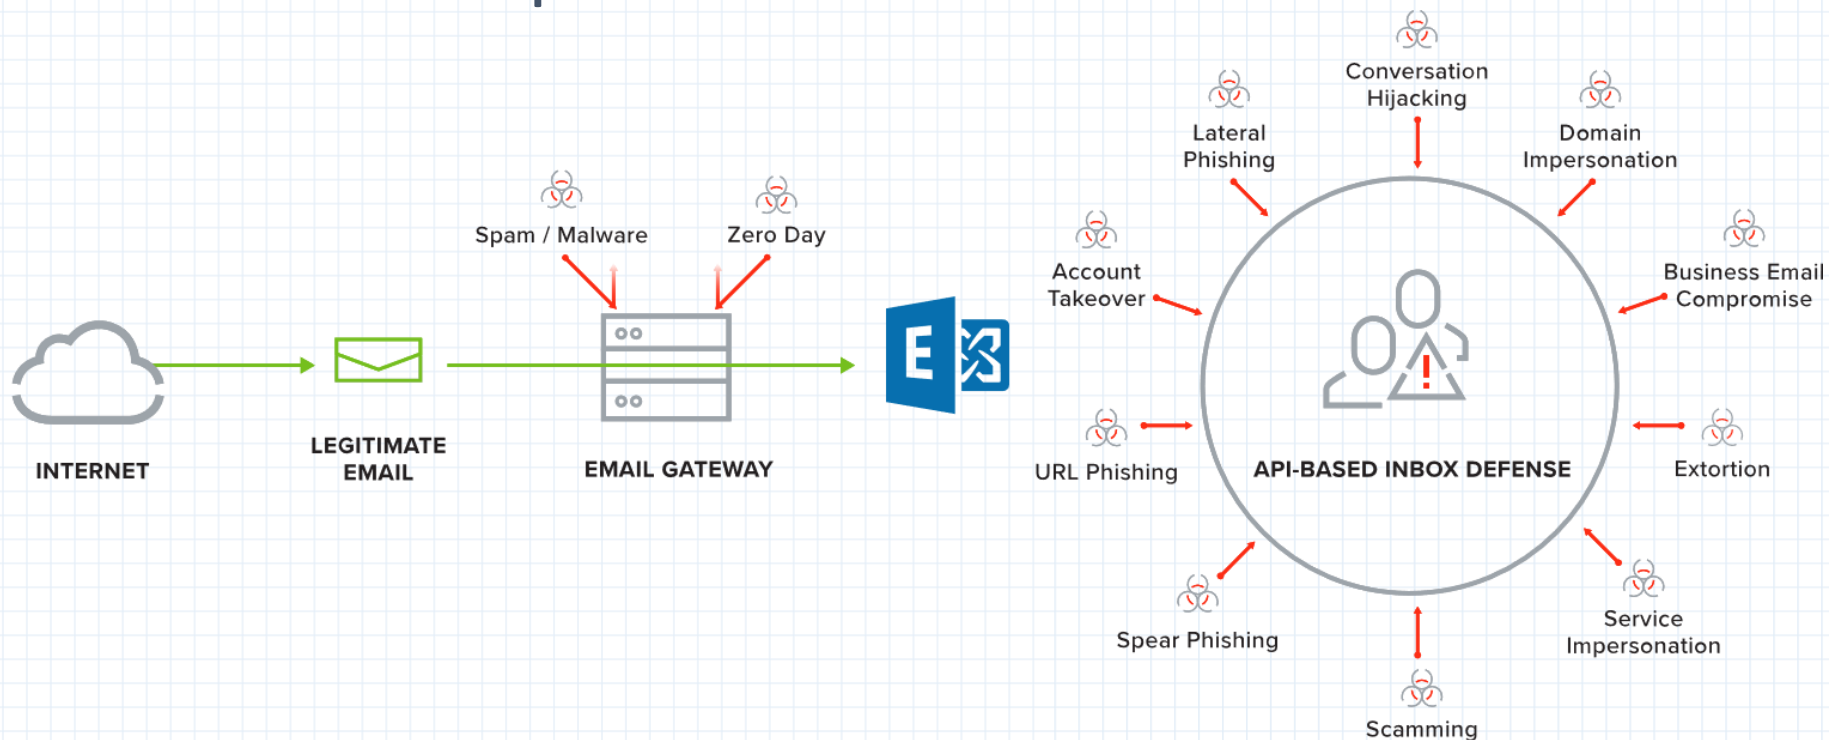 Conversation
Hijacking
Lateral
Phishing
Domain
Impersonation
Spam / Malware
Zero Day
Account
Takeover
Business Email
Compromise
E
!
INTERNET
LEGITIMATE
EMAIL
EMAIL GATEWAY
URL Phishing
API-BASED INBOX DEFENSE
Extortion
Spear Phishing
Service
Impersonation
Scamming